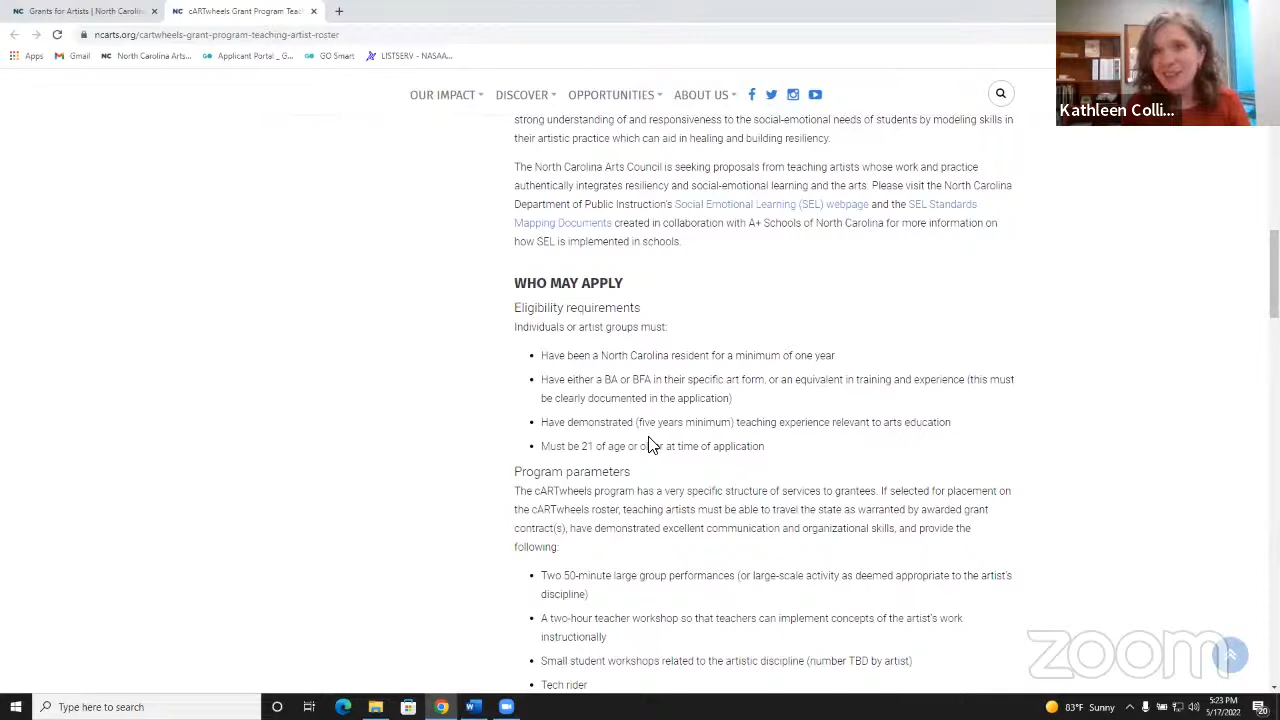 NC Grants for Artists | North Carolin
NC cARTwheels Grant Program Teac
ncarts.org/cartwheels-grant-program-teaching-artist-roster
Apps
Gmail
NC North Carolina Arts...
GO Applicant Portal _ G...
GO GO Smart
LISTSERV - NASAA...
Kathleen Colli...
OUR IMPACT
DISCOVER
OPPORTUNITIES
ABOUT US
strong understanding of and responsiveness to the social-emotional needs of students by modeling skills in
their artistic practice which can aid in healing and building resiliency.
The North Carolina Arts Council is seeking proposals from teaching artists whose work and practice
authentically integrates resiliency and social-emotional learning and the arts. Please visit the North Carolina
Department of Public Instruction's Social Emotional Learning (SEL) webpage and the SEL Standards
Mapping Documents created in collaboration with A+ Schools of North Carolina for more information on
how SEL is implemented in schools.
WHO MAY APPLY
Eligibility requirements
Individuals or artist groups must:
• Have been a North Carolina resident for a minimum of one year
• Have either a BA or BFA in their specific art form, or an equivalent in training and experience (this must
be clearly documented in the application)
• Have demonstrated (five years minimum) teaching experience relevant to arts education
• Must be 21 of age or at time of application
Program parameters
The cARTwheels program has a very specific structure of services to grantees. If selected for placement on
the cARTwheels roster, teaching artists must be able to travel the state as warranted by awarded grant
contract(s), have demonstrated excellent communication and organizational skills, and provide the
following:
• Two 50-minute large group performances (or large-scale activity as deemed appropriate to the artist's
discipline)
• A two-hour teacher workshop so that teachers can implement concepts of the artist's work
instructionally
• Small student workshops related to the artistic discipline (number TBD by artist)
• Tech rider
zoom
Type here to search
83°F Sunny
5:23 PM
5/17/2022
20